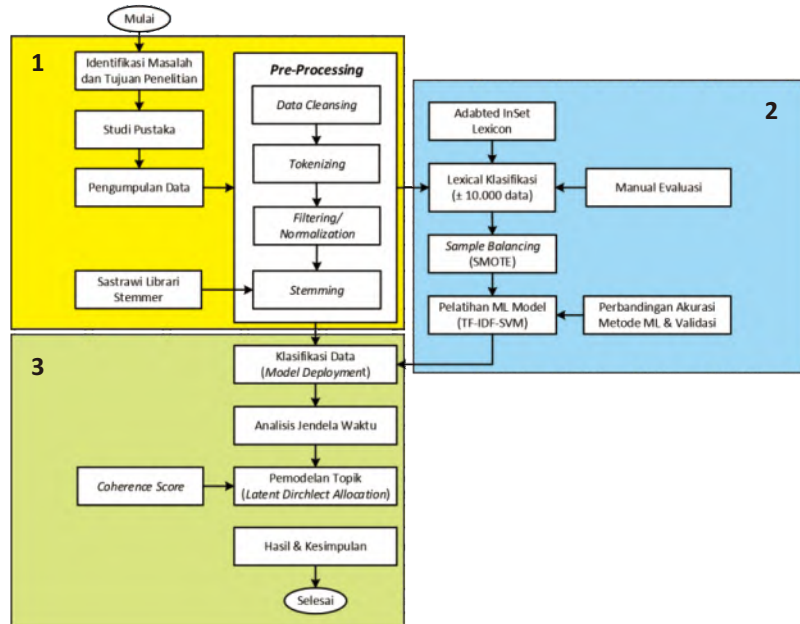 Mulai
1
Identifikasi Masalah
dan Tujuan Penelitian
Studi Pustaka
Pengumpulan Data
Sastrawi Librari
Stemmer
Pre-Processing
Data Cleansing
Tokenizing
Filtering/
Normalization
Stemming
2
Adabted InSet
Lexicon
Lexical Klasifikasi
(± 10.000 data)
Manual Evaluasi
Sample Balancing
(SMOTE)
Pelatihan ML Model
(TF-IDF-SVM)
Perbandingan Akurasi
Metode ML & Validasi
3
Klasifikasi Data
(Model Deployment)
Analisis Jendela Waktu
Coherence Score
Pemodelan Topik
(Latent Dirchlect Allocation)
Hasil & Kesimpulan
Selesai